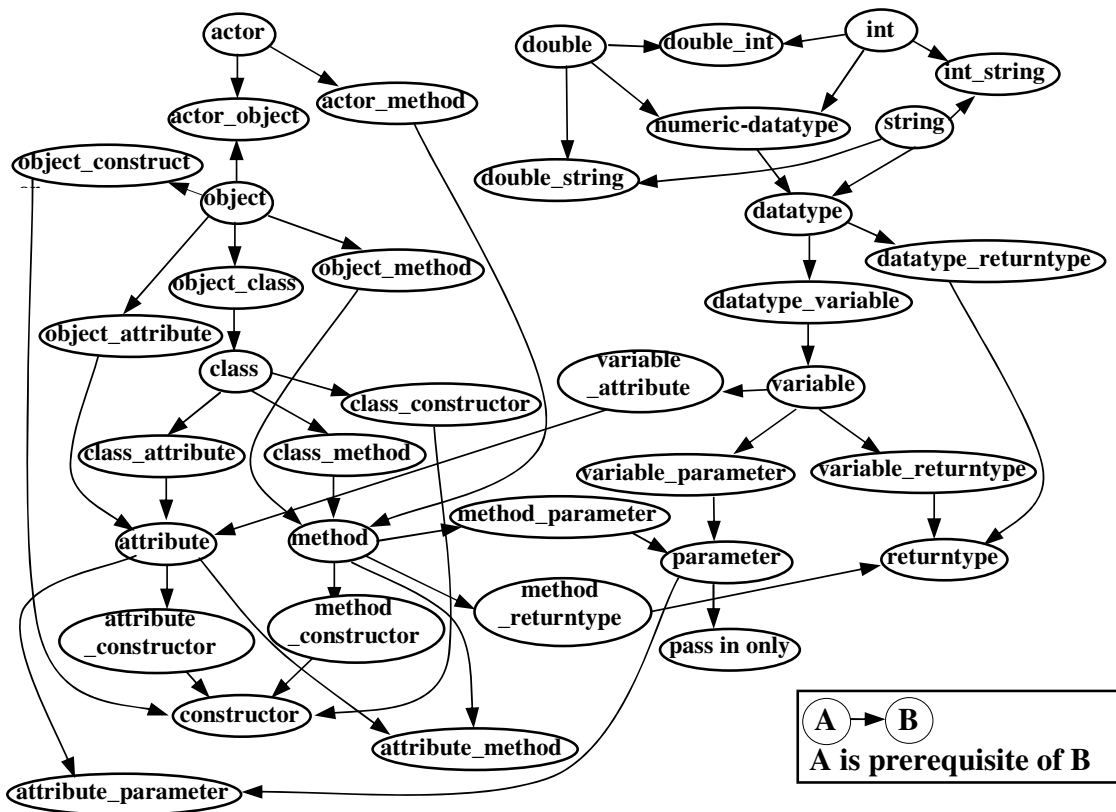 actor
double
double_int
int
int_string
actor_method
actor_object
numeric-datatype
string
object_construct
double_string
object
datatype
object_method
datatype_returntype
object_class
datatype_variable
object_attribute
variable
_attribute
class
variable
class_constructor
class_attribute
class_method
variable_parameter
variable_returntype
method_parameter
attribute
method
parameter
returntype
attribute
_constructor
method
_constructor
method
_returntype
pass in only
constructor
attribute_method
attribute_parameter
A
B
A is prerequisite of B